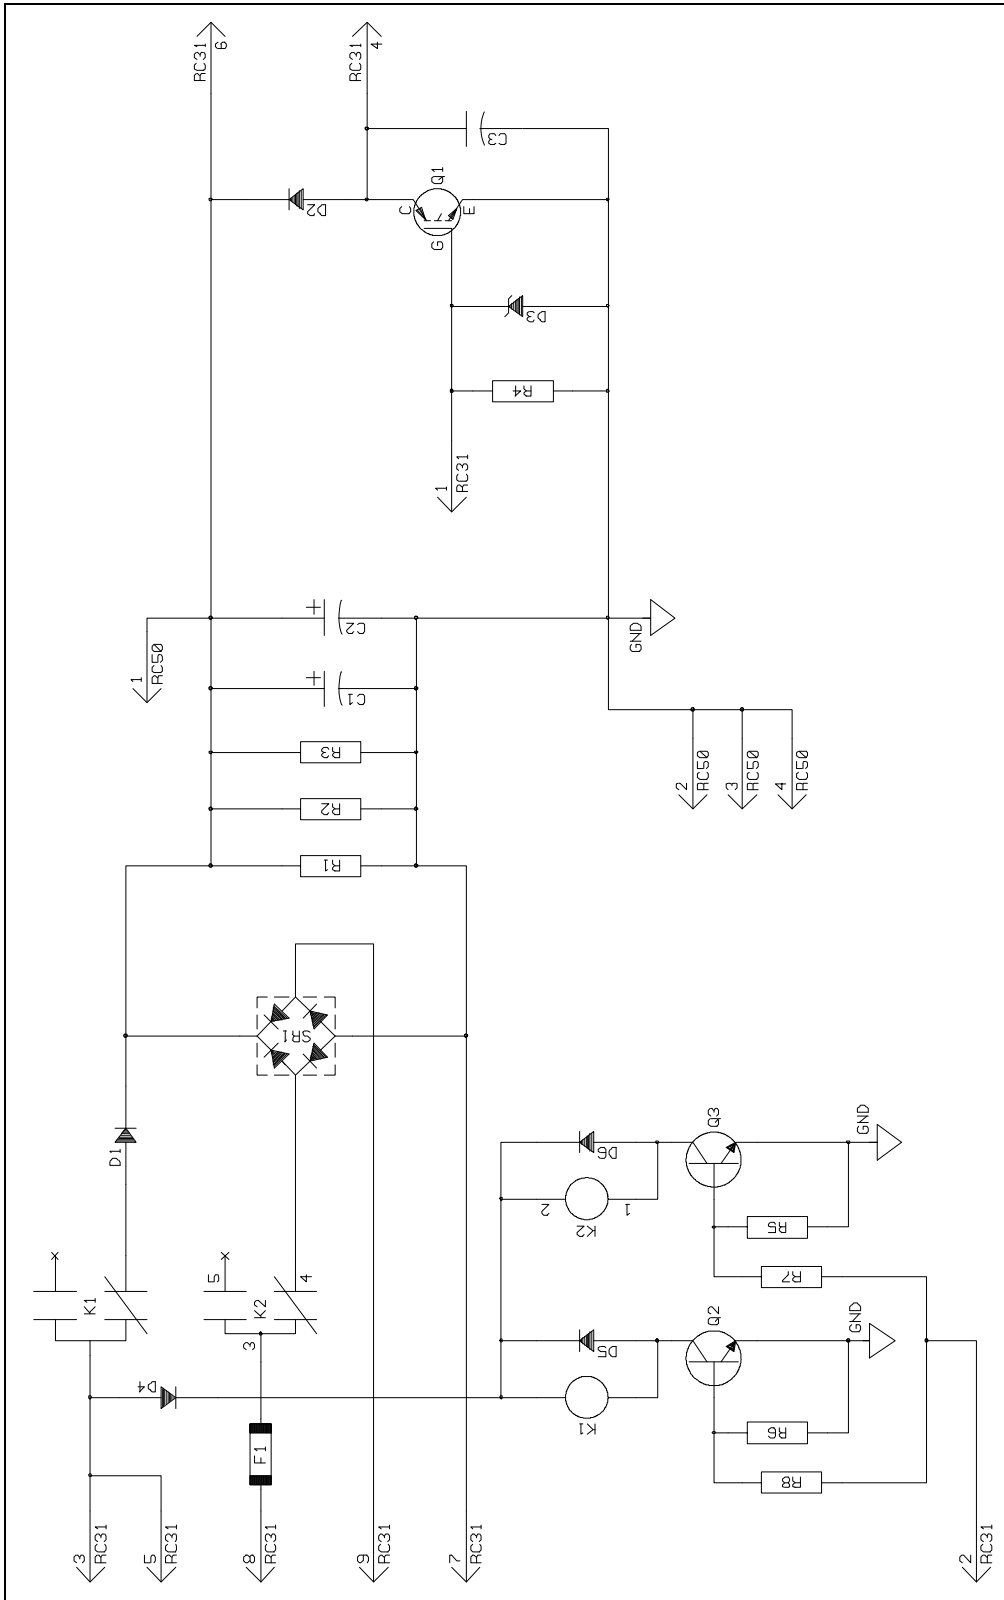 RC31
6
RC31
4
C3
Q1
D2
C
E
G
D3
R4
1
RC31
1
RC50
+
C2
GND
+
C1
R3
2
RC50
3
RC50
4
RC50
R2
R1
SR1
D1
Q3
GND
D6
2
1
K2
R5
K1
5
K2
4
3
R7
Q2
GND
D5
D4
K1
R6
F1
R8
3
RC31
5
RC31
8
RC31
9
RC31
7
RC31
2
RC31